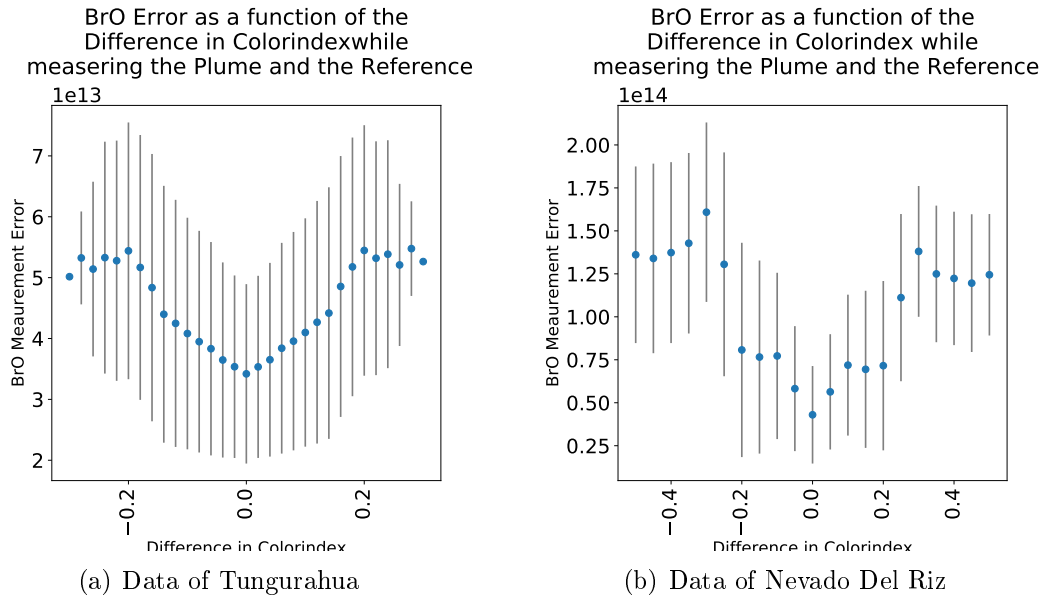 BrO Error as a function of the
Difference in Colorindexwhile
measering the Plume and the Reference
1e13
7
6
5
4
3
2
BrO Meaurement Error
−0.2
0.0
0.2
Difference in Colorindex
(a) Data of Tungurahua
BrO Error as a function of the
Difference in Colorindex while
measering the Plume and the Reference
1e14
2.00
1.75
1.50
1.25
1.00
0.75
0.50
0.25
BrO Meaurment Error
−0.4
−0.2
0.0
0.2
0.4
Difference in Colorindex
(b) Data of Nevado Del Riz